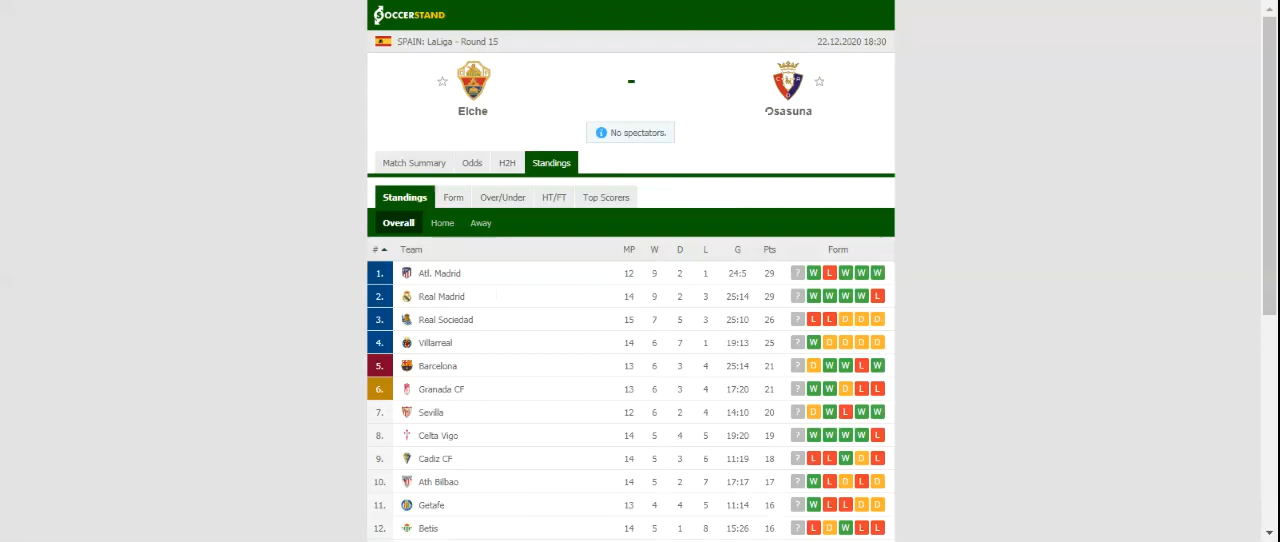 SOCCERSTAND
SPAIN: LaLiga - Round 15 22.12.2020 18:30
-
Elche Osasuna
No spectators.
Match Summary Odds H2H Standings
Standings Form Over/Under HT/FT Top Scorers
Overall Home Away
# Team MP W D L G Pts Form
1. Atl. Madrid 12 9 2 1 24:5 29 ? W L W W W
2. Real Madrid 14 9 2 3 25:14 29 ? W W W W L
3. Real Sociedad 15 7 5 3 25:10 26 ? L L D D D
4. Villarreal 14 6 7 1 19:13 25 ? W D D D D
5. Barcelona 13 6 3 4 25:14 21 ? D W W L W
6. Granada CF 13 6 3 4 17:20 21 ? W W D L L
7. Sevilla 12 6 2 4 14:10 20 ? D W L W W
8. Celta Vigo 14 5 4 5 19:20 19 ? W W W W L
9. Cadiz CF 14 5 3 6 11:19 18 ? L L W D L
10. Ath Bilbao 14 5 2 7 17:17 17 ? W L D L D
11. Getafe 13 4 4 5 11:14 16 ? W L L D D
12. Betis 14 5 1 8 15:26 16 ? L D W L L